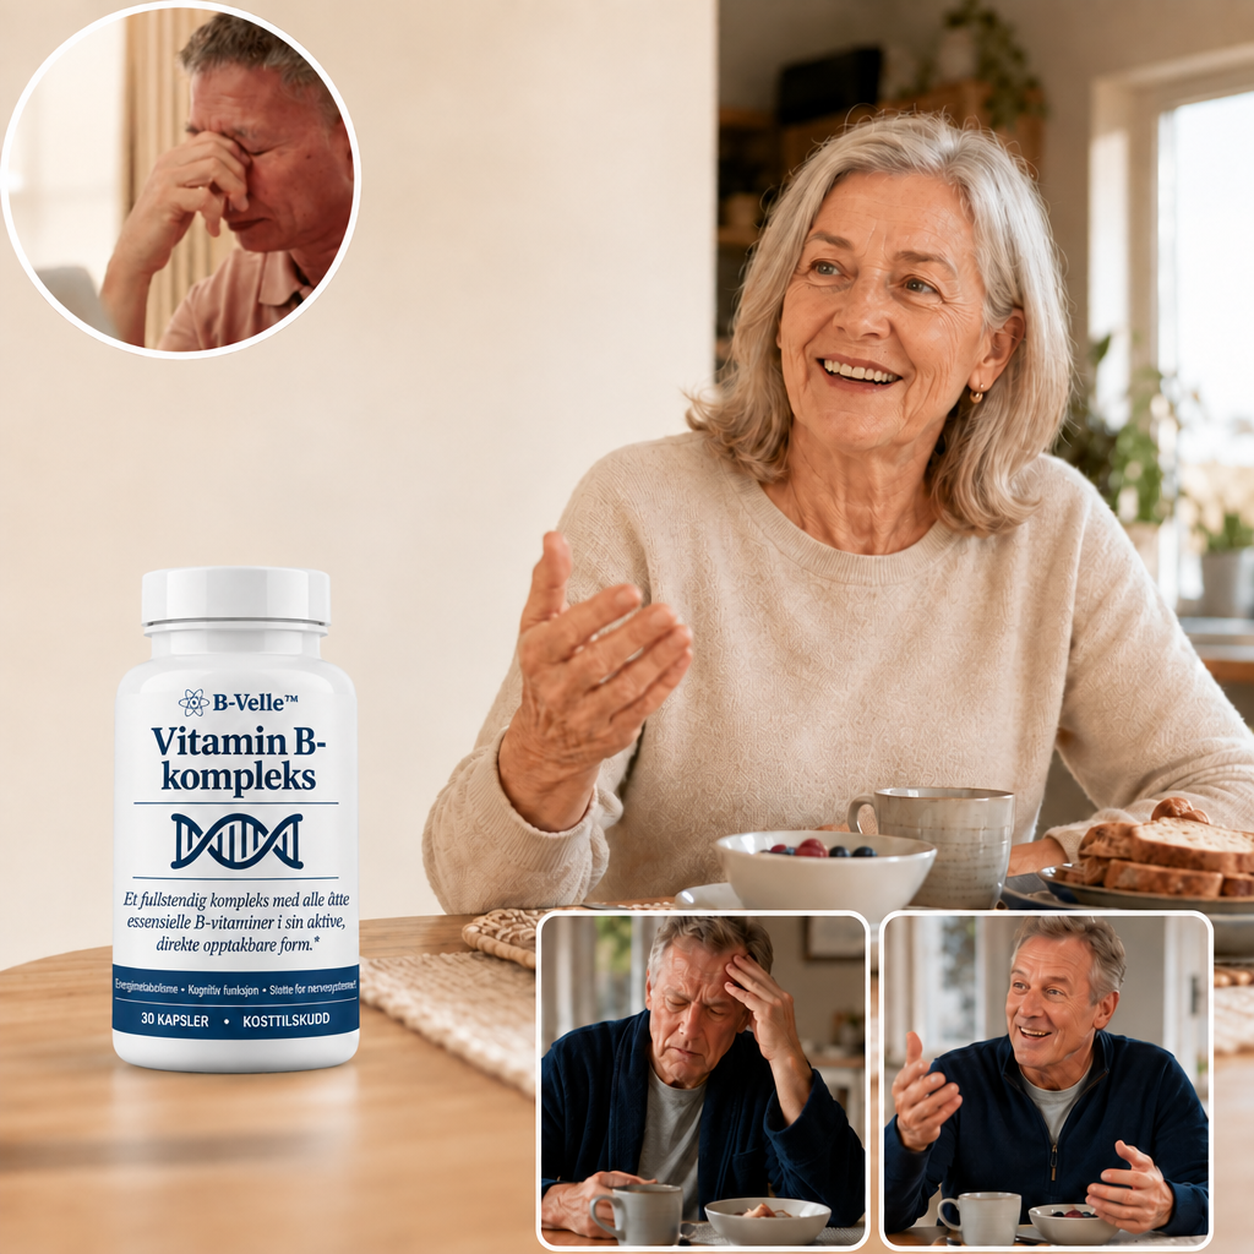 B-Velle™
Vitamin B-
kompleks
Et fullstendig kompleks med alle åtte
essensielle B-vitaminer i sin aktive,
direkte opptakbare form.*
Energimetabolisme • Kognitiv funksjon • Støtte for nervesystemet
30 KAPSLER • KOSTTILSKUDD